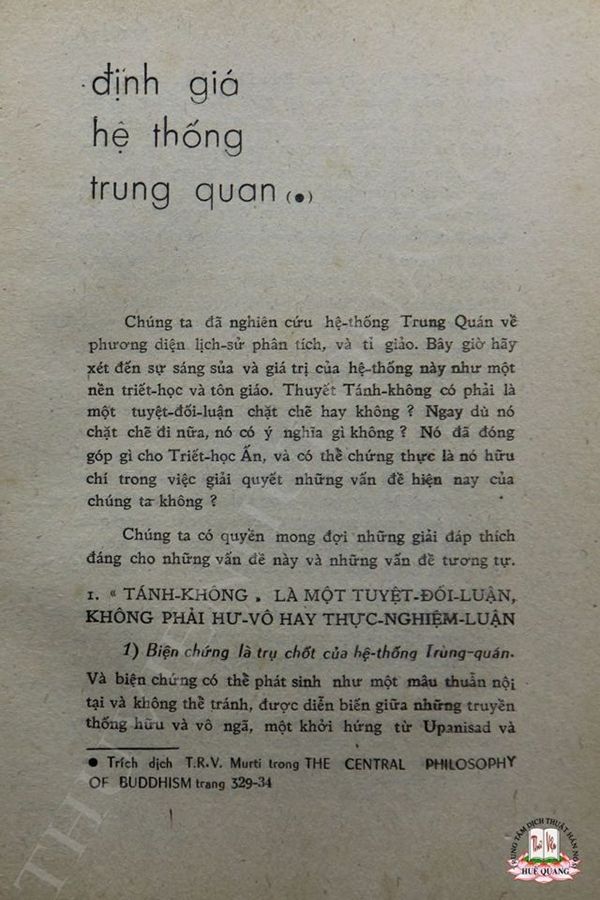 định giá
hệ thống
trung quan (●)
Chúng ta đã nghiên cứu hệ-thống Trung Quán về
phương diện lịch-sử phân tích, và tỉ giảo. Bây giờ hãy
xét đến sự sáng sủa và giá trị của hệ-thống này như một
nền triết-học và tôn giáo. Thuyết Tánh-không có phải là
một tuyệt-đối-luận chặt chẽ hay không ? Ngay dù nó
chặt chẽ đi nữa, nó có ý nghĩa gì không ? Nó đã đóng
góp gì cho Triết-học Ấn, và có thể chứng thực là nó hữu
chí trong việc giải quyết những vấn đề hiện nay của
chúng ta không ?
Chúng ta có quyền mong đợi những giải đáp thích
đáng cho những vấn đề này và những vấn đề tương tự.
1. « TÁNH-KHÔNG » LÀ MỘT TUYỆT-ĐỐI-LUẬN,
KHÔNG PHẢI HƯ-VÔ HAY THỰC-NGHIỆM-LUẬN
1) Biện chứng là trụ chốt của hệ-thống Trung-quán.
Và biện chứng có thể phát sinh như một mâu thuẫn nội
tại và không thể tránh, được diễn biến giữa những truyền
thống hữu và vô ngã, một khởi hứng từ Upanisad và
● Trích dịch T.R.V. Murti trong THE CENTRAL PHILOSOPHY
OF BUDDHISM trang 329-34
TRUNG TÂM DỊCH THUẬT HÁN NÔM
HUỆ QUANG